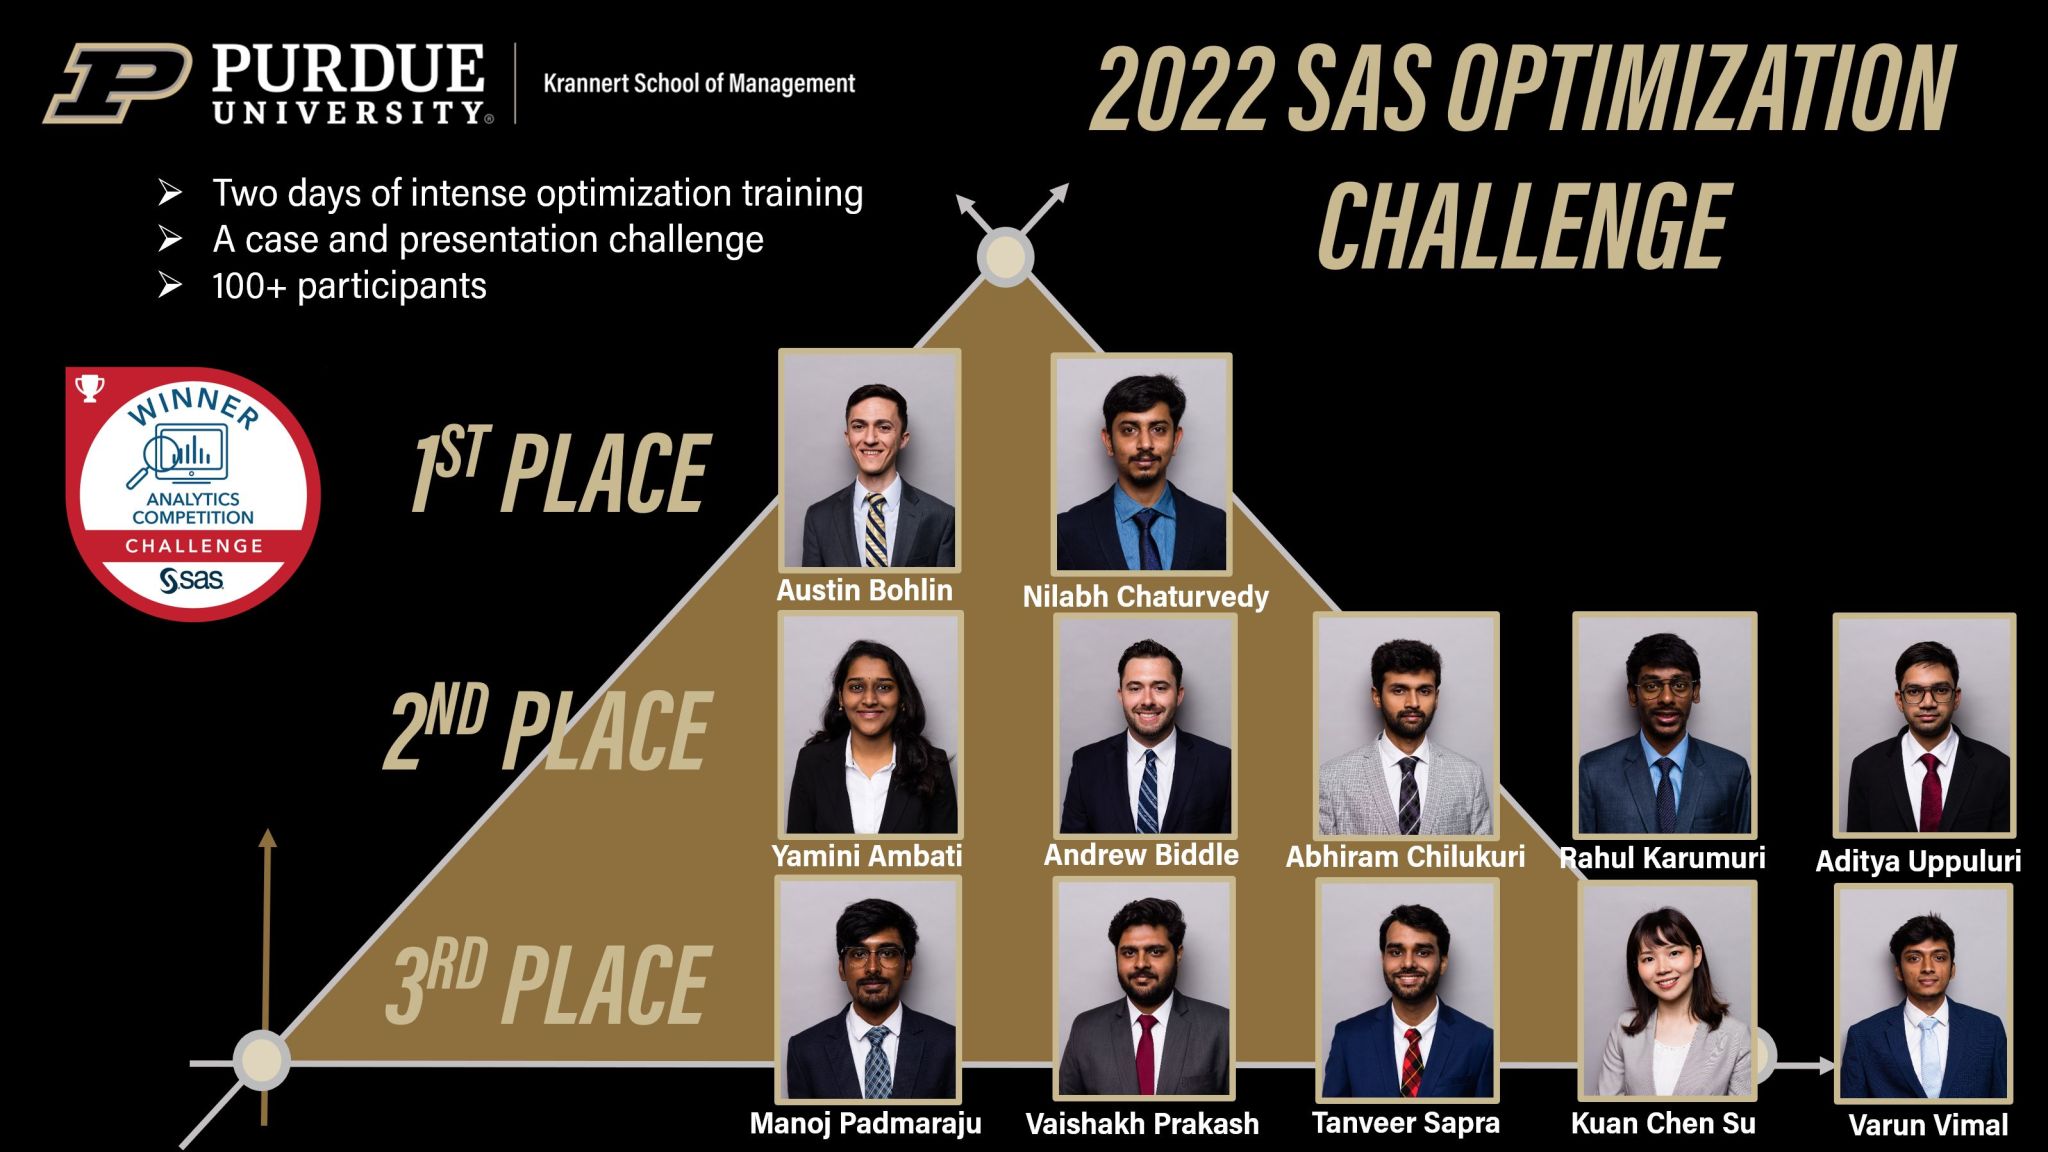 PURDUE
UNIVERSITY®
Krannert School of Management
2022 SAS OPTIMIZATION
CHALLENGE
➢ Two days of intense optimization training
➢ A case and presentation challenge
➢ 100+ participants
WINNER
ANALYTICS
COMPETITION
CHALLENGE
sas
1ST PLACE
Austin Bohlin
Nilabh Chaturvedy
2ND PLACE
Yamini Ambati
Andrew Biddle
Abhiram Chilukuri
Rahul Karumuri
Aditya Uppuluri
3RD PLACE
Manoj Padmaraju
Vaishakh Prakash
Tanveer Sapra
Kuan Chen Su
Varun Vimal